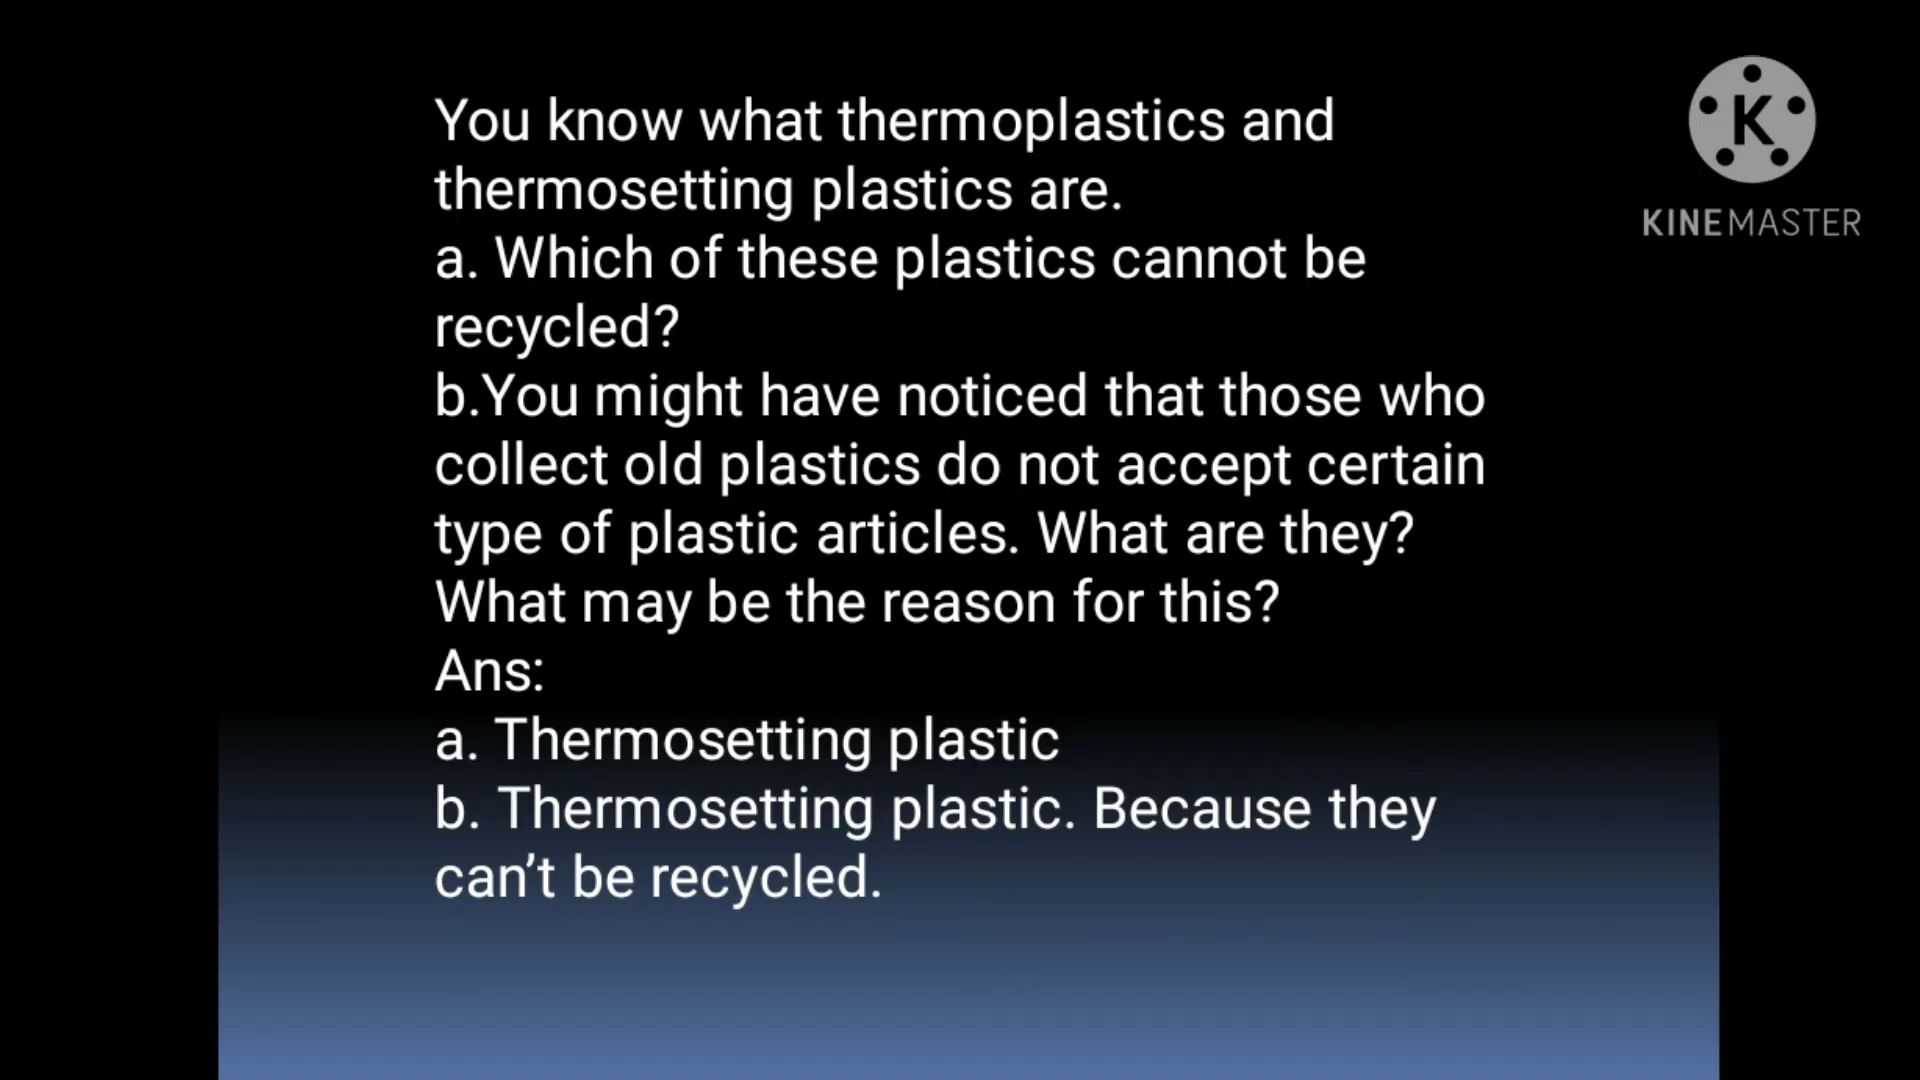 You know what thermoplastics and
thermosetting plastics are.
a. Which of these plastics cannot be
recycled?
b.You might have noticed that those who
collect old plastics do not accept certain
type of plastic articles. What are they?
What may be the reason for this?
Ans:
a. Thermosetting plastic
b. Thermosetting plastic. Because they
can’t be recycled.
K
KINEMASTER